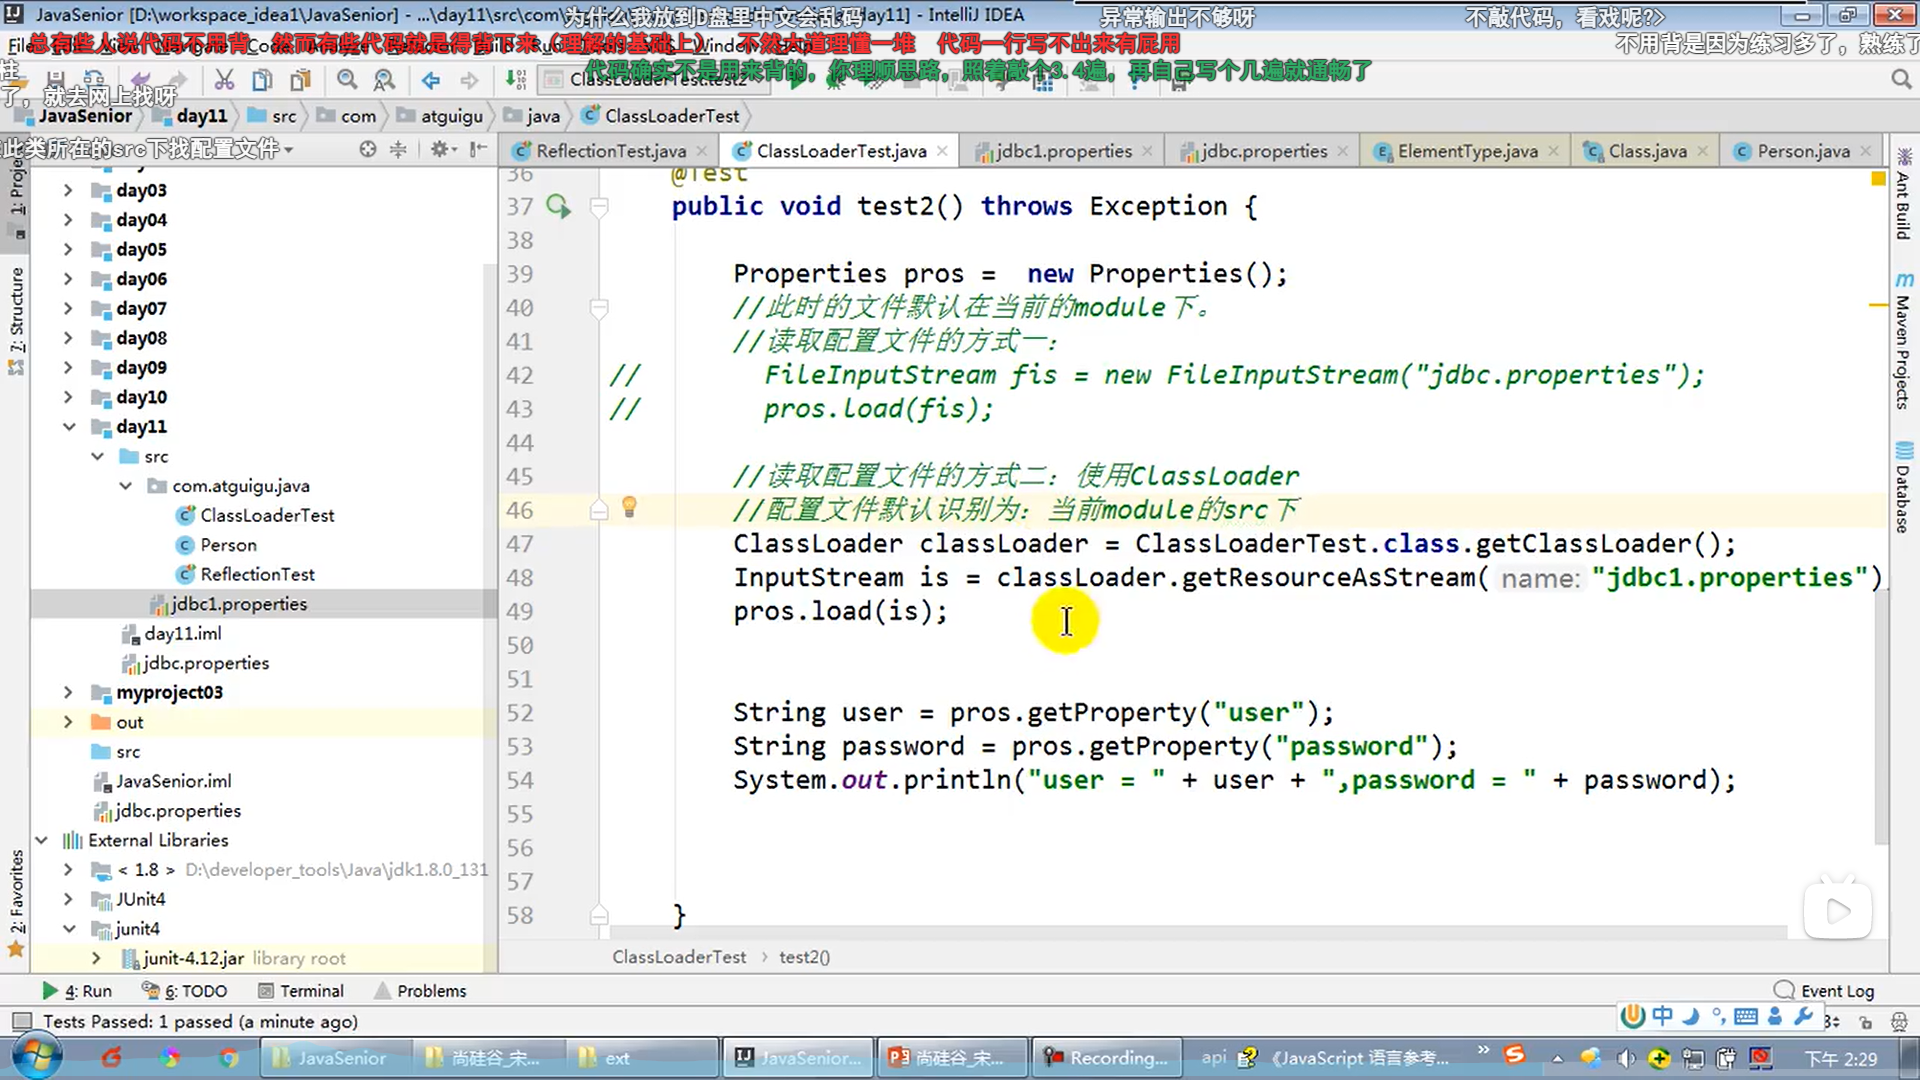 JavaSenior [D:\workspace_idea1\JavaSenior] - ...\day11\src\com\
day11] - IntelliJ IDEA
为什么我放到D盘里中文会乱码
异常输出不够呀
不敲代码，看戏呢?>
总有些人说代码不用背，然而有些代码就是得背下来（理解的基础上），不然大道理懂一堆 代码一行写不出来有屁用
不用背是因为练习多了，熟练了
代码确实不是用来背的，你理顺思路，照着敲个3.4遍，再自己写个几遍就通畅了
ClassLoaderTest.test2
了，就去网上找呀
JavaSenior
day11
src
com
atguigu
java
ClassLoaderTest
此类所在的src下找配置文件
ReflectionTest.java
ClassLoaderTest.java
jdbc1.properties
jdbc.properties
ElementType.java
Class.java
Person.java
day03
day04
day05
day06
day07
day08
day09
day10
day11
src
com.atguigu.java
ClassLoaderTest
Person
ReflectionTest
jdbc1.properties
day11.iml
jdbc.properties
myproject03
out
src
JavaSenior.iml
jdbc.properties
External Libraries
< 1.8 > D:\developer_tools\Java\jdk1.8.0_131
JUnit4
junit4
junit-4.12.jar library root
7: Structure
2: Favorites
Ant Build
Maven Projects
Database
36 @Test
37 public void test2() throws Exception {
38
39 Properties pros =  new Properties();
40 //此时的文件默认在当前的module下。
41 //读取配置文件的方式一：
42 // FileInputStream fis = new FileInputStream("jdbc.properties");
43 // pros.load(fis);
44
45 //读取配置文件的方式二：使用ClassLoader
46 //配置文件默认识别为：当前module的src下
47 ClassLoader classLoader = ClassLoaderTest.class.getClassLoader();
48 InputStream is = classLoader.getResourceAsStream( name: "jdbc1.properties")
49 pros.load(is);
50
51
52 String user = pros.getProperty("user");
53 String password = pros.getProperty("password");
54 System.out.println("user = " + user + ",password = " + password);
55
56
57
58 }
ClassLoaderTest › test2()
4: Run
6: TODO
Terminal
Problems
Event Log
Tests Passed: 1 passed (a minute ago)
中
JavaSenior
尚硅谷_宋...
ext
JavaSenior...
尚硅谷_宋...
Recording...
api
《JavaScript 语言参考...
下午 2:29